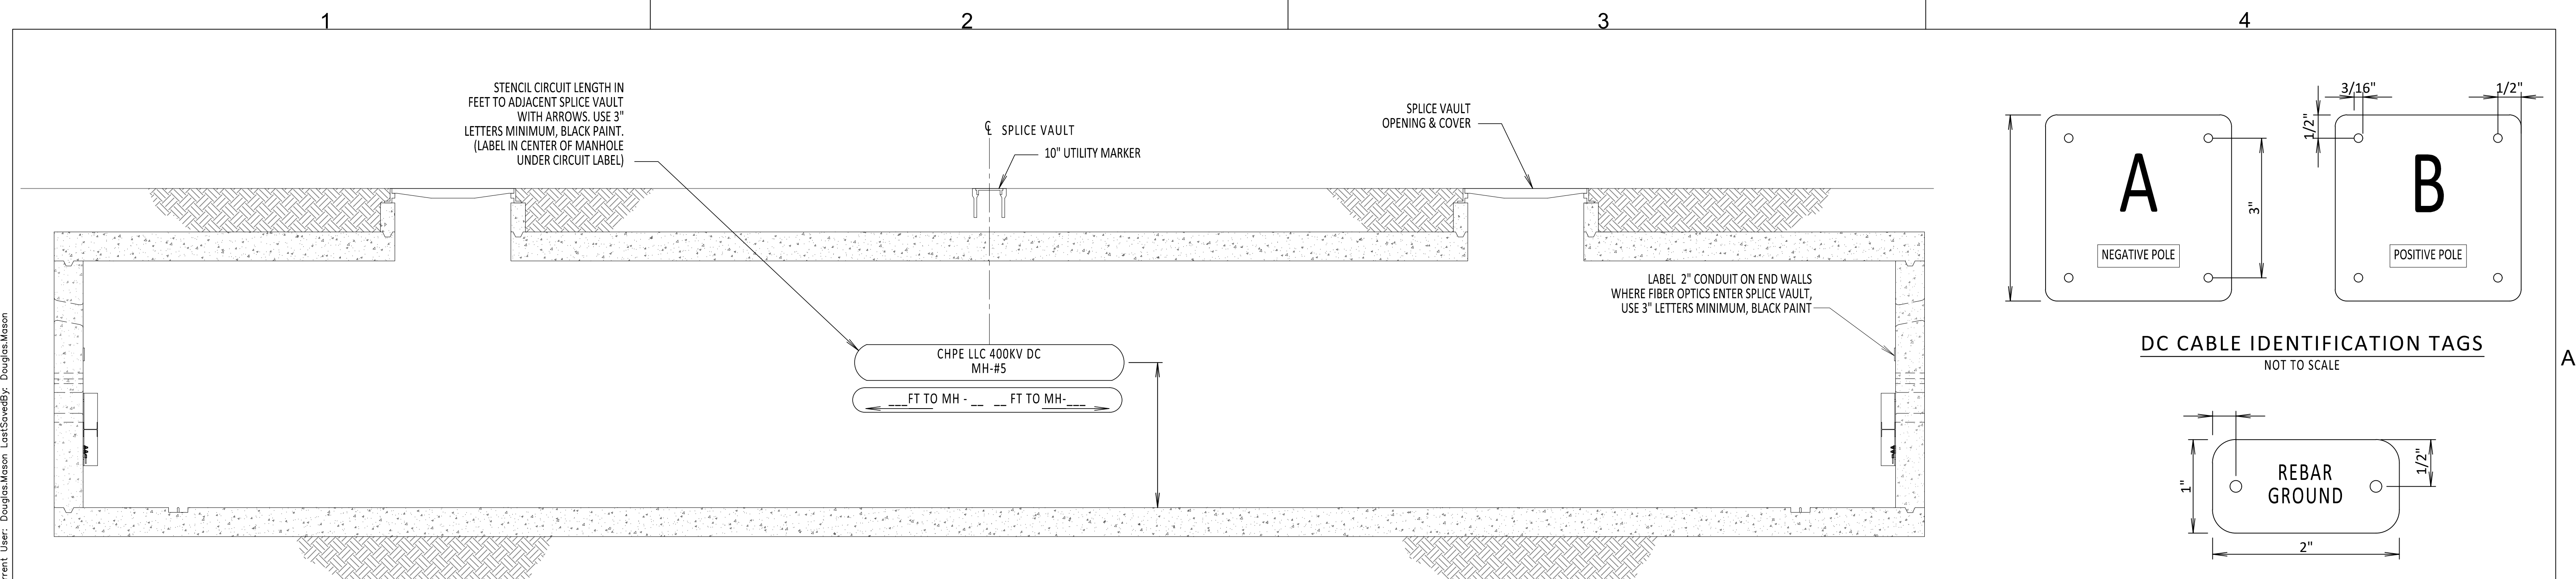 1
2
3
4
STENCIL CIRCUIT LENGTH IN
FEET TO ADJACENT SPLICE VAULT
WITH ARROWS. USE 3"
LETTERS MINIMUM, BLACK PAINT.
(LABEL IN CENTER OF MANHOLE
UNDER CIRCUIT LABEL)
℄ SPLICE VAULT
10" UTILITY MARKER
SPLICE VAULT
OPENING & COVER
LABEL 2" CONDUIT ON END WALLS
WHERE FIBER OPTICS ENTER SPLICE VAULT,
USE 3" LETTERS MINIMUM, BLACK PAINT
CHPE LLC 400KV DC
MH-#5
___FT TO MH - __ __ FT TO MH-___
A
NEGATIVE POLE
3"
3/16"
1/2"
1/2"
B
POSITIVE POLE
DC CABLE IDENTIFICATION TAGS
NOT TO SCALE
A
REBAR
GROUND
1"
1/2"
2"
rrent User: Douglas.Mason LastSavedBy: Douglas.Mason